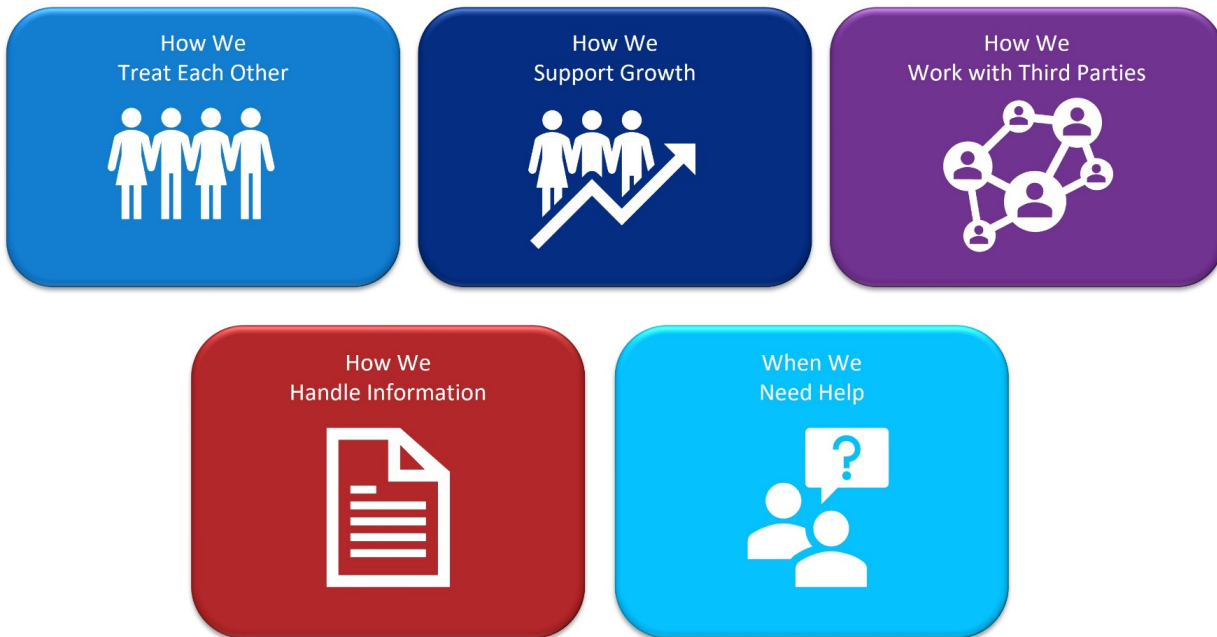 How We
Treat Each Other
How We
Support Growth
How We
Work with Third Parties
How We
Handle Information
When We
Need Help
?